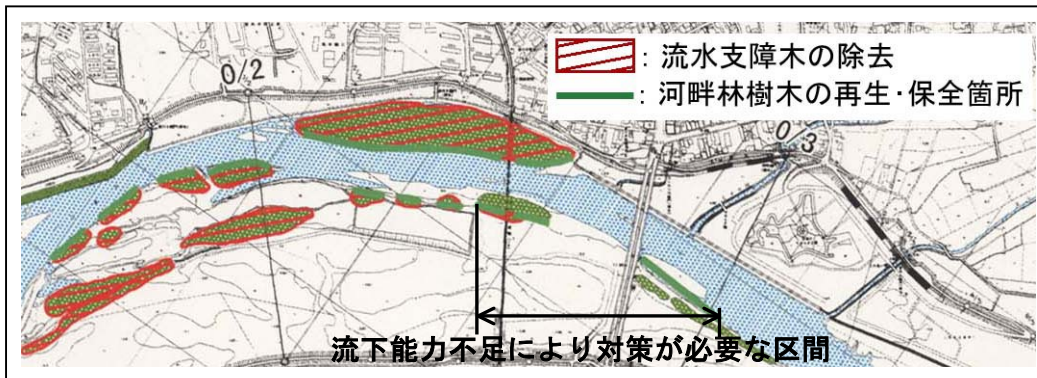 ：流水支障木の除去
：河畔林樹木の再生・保全箇所
0/2
0/3
流下能力不足により対策が必要な区間